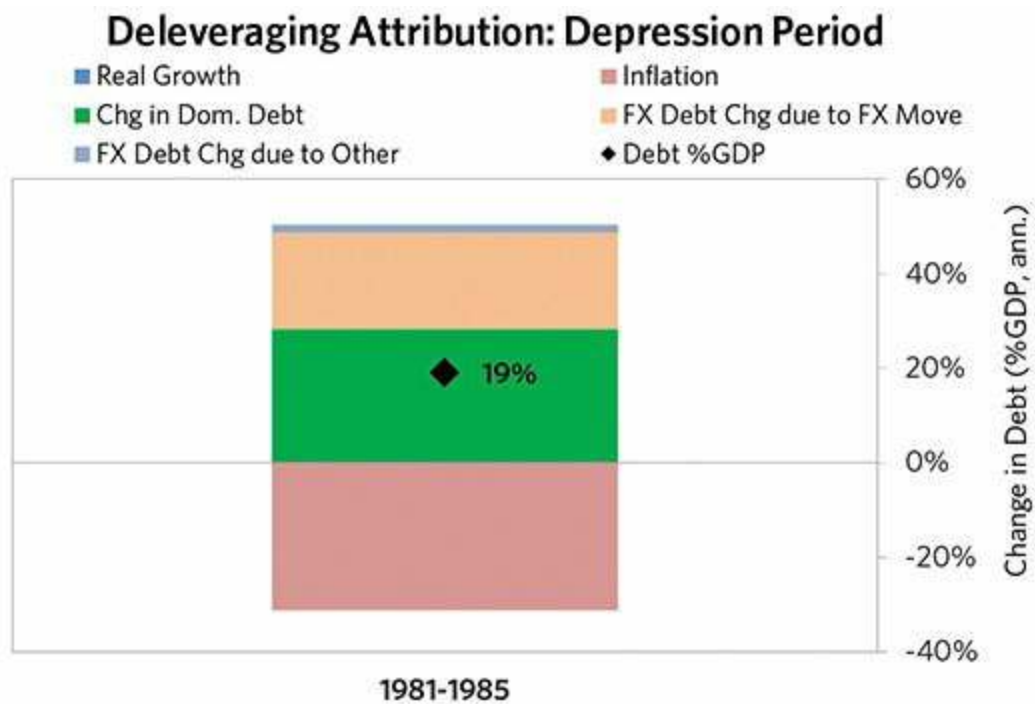 Deleveraging Attribution: Depression Period
Real Growth
Inflation
Chg in Dom. Debt
FX Debt Chg due to FX Move
FX Debt Chg due to Other
Debt %GDP
60%
40%
20%
0%
-20%
-40%
Change in Debt (%GDP, ann.)
19%
1981-1985